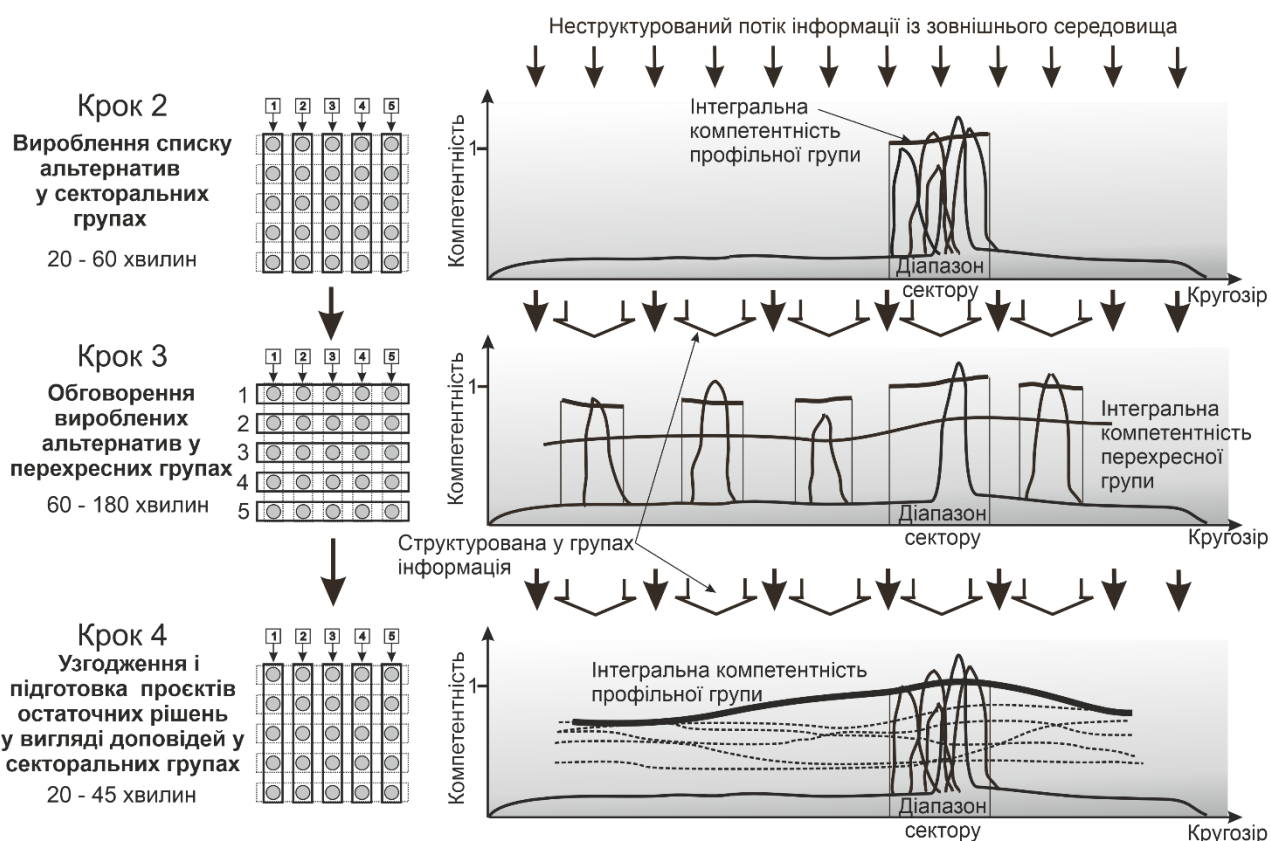 Неструктурований потік інформації із зовнішнього середовища
Крок 2
Вироблення списку
альтернатив
у секторальних
групах
20 - 60 хвилин
1 2 3 4 5
Компетентність
1
Інтегральна
компетентність
профільної групи
Діапазон
сектору
Кругозір
Крок 3
Обговорення
вироблених
альтернатив у
перехресних групах
60 - 180 хвилин
1 2 3 4 5
1
2
3
4
5
Компетентність
1
Інтегральна
компетентність
перехресної
групи
Діапазон
сектору
Кругозір
Структурована у групах
інформація
Крок 4
Узгодження і
підготовка проєктів
остаточних рішень
у вигляді доповідей у
секторальних групах
20 - 45 хвилин
1 2 3 4 5
Компетентність
1
Інтегральна компетентність
профільної групи
Діапазон
сектору
Кругозір